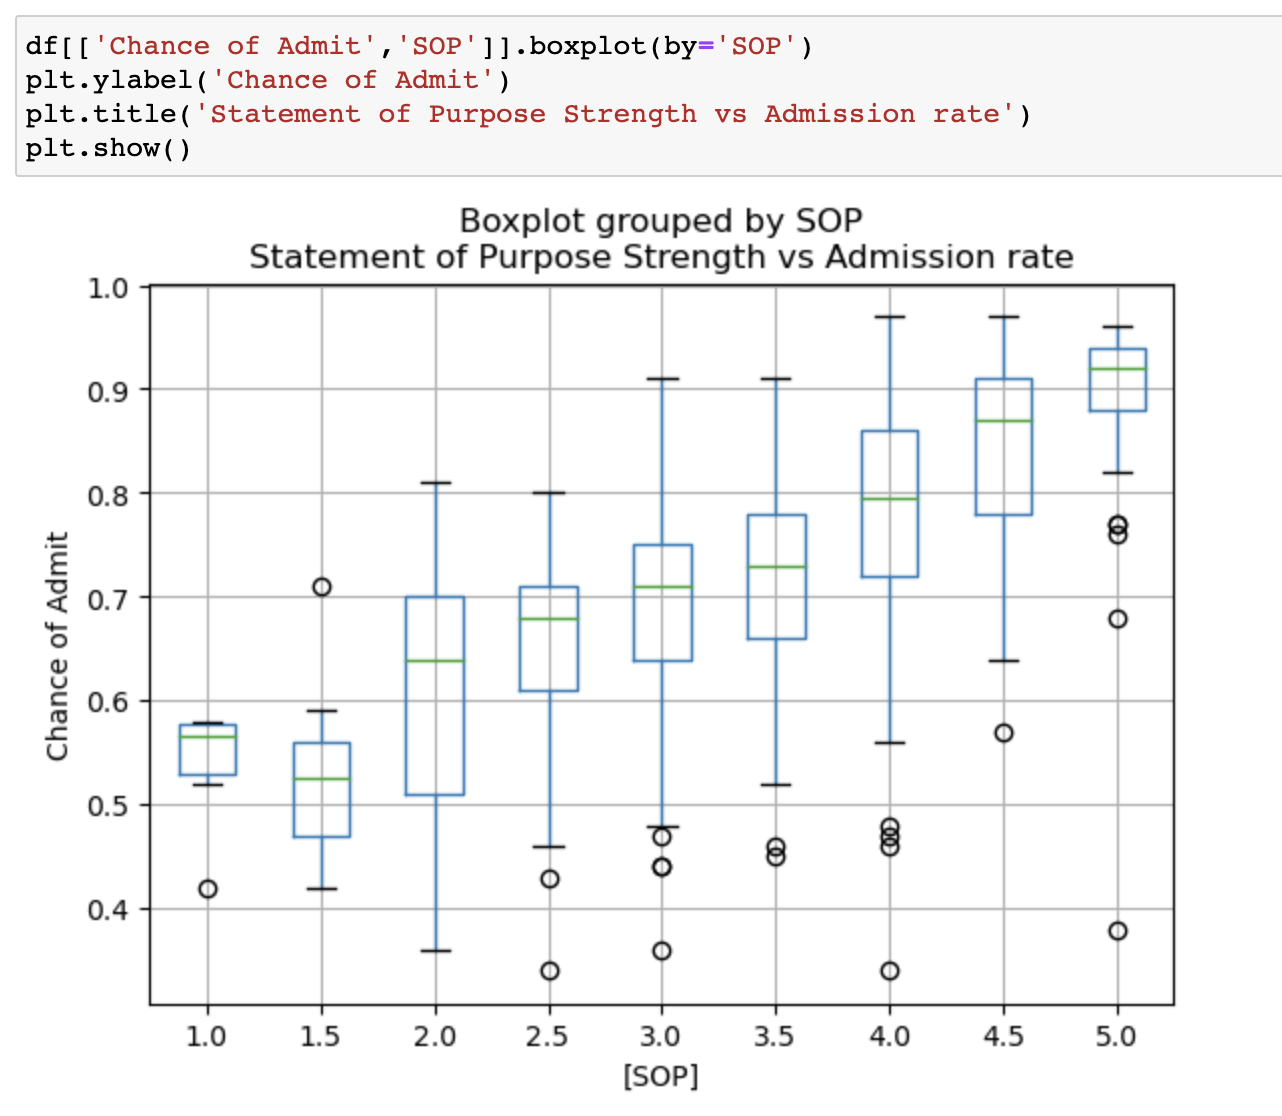 df[['Chance of Admit','SOP']].boxplot(by='SOP')
plt.ylabel('Chance of Admit')
plt.title('Statement of Purpose Strength vs Admission rate')
plt.show()
Boxplot grouped by SOP
Statement of Purpose Strength vs Admission rate
1.0
0.9
0.8
0.7
0.6
0.5
0.4
Chance of Admit
1.0 1.5 2.0 2.5 3.0 3.5 4.0 4.5 5.0
[SOP]